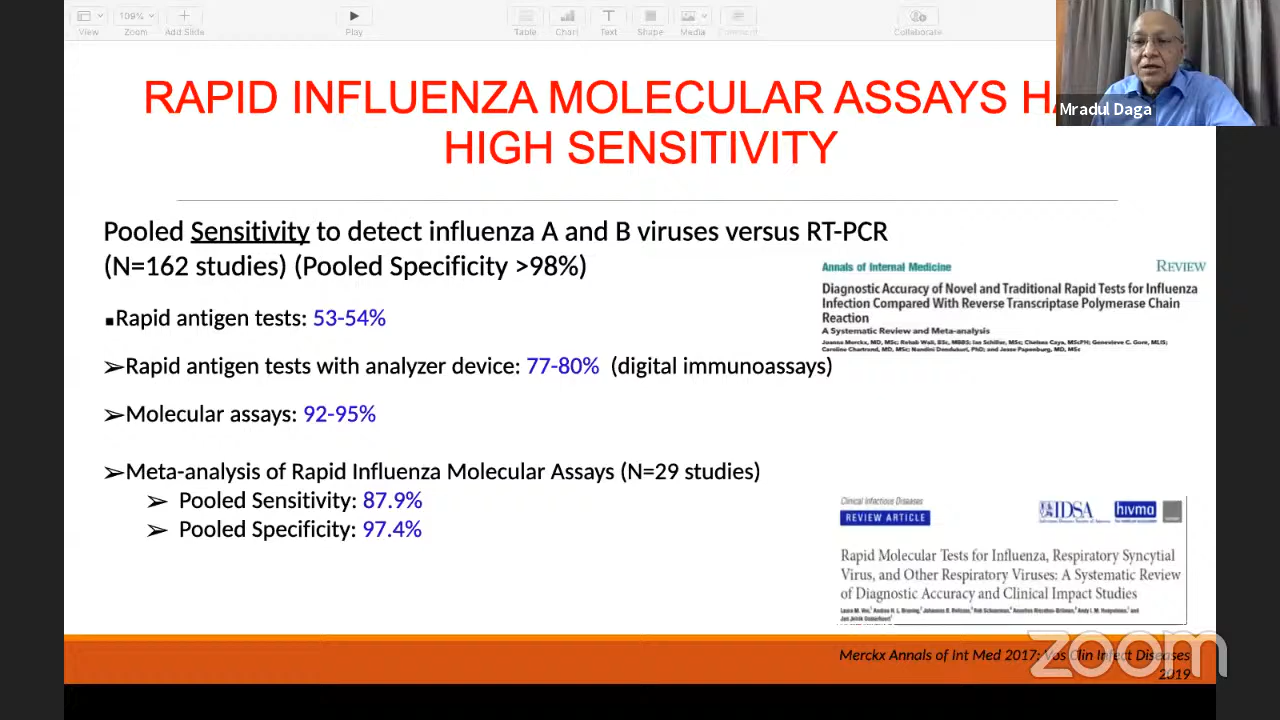 View
109%
Zoom
Add Slide
Play
Table
Chart
Text
Shape
Media
Comment
Collaborate
Mradul Daga
RAPID INFLUENZA MOLECULAR ASSAYS HA
HIGH SENSITIVITY
Pooled Sensitivity to detect influenza A and B viruses versus RT-PCR
(N=162 studies) (Pooled Specificity >98%)
▪Rapid antigen tests: 53-54%
➢Rapid antigen tests with analyzer device: 77-80% (digital immunoassays)
➢Molecular assays: 92-95%
➢Meta-analysis of Rapid Influenza Molecular Assays (N=29 studies)
➢ Pooled Sensitivity: 87.9%
➢ Pooled Specificity: 97.4%
Annals of Internal Medicine REVIEW
Diagnostic Accuracy of Novel and Traditional Rapid Tests for Influenza
Infection Compared With Reverse Transcriptase Polymerase Chain
Reaction
A Systematic Review and Meta-analysis
Clinical Infectious Diseases
REVIEW ARTICLE
IDSA hivma
Rapid Molecular Tests for Influenza, Respiratory Syncytial
Virus, and Other Respiratory Viruses: A Systematic Review
of Diagnostic Accuracy and Clinical Impact Studies
Merckx Annals of Int Med 2017; Vos Clin Infect Diseases
2019
zoom